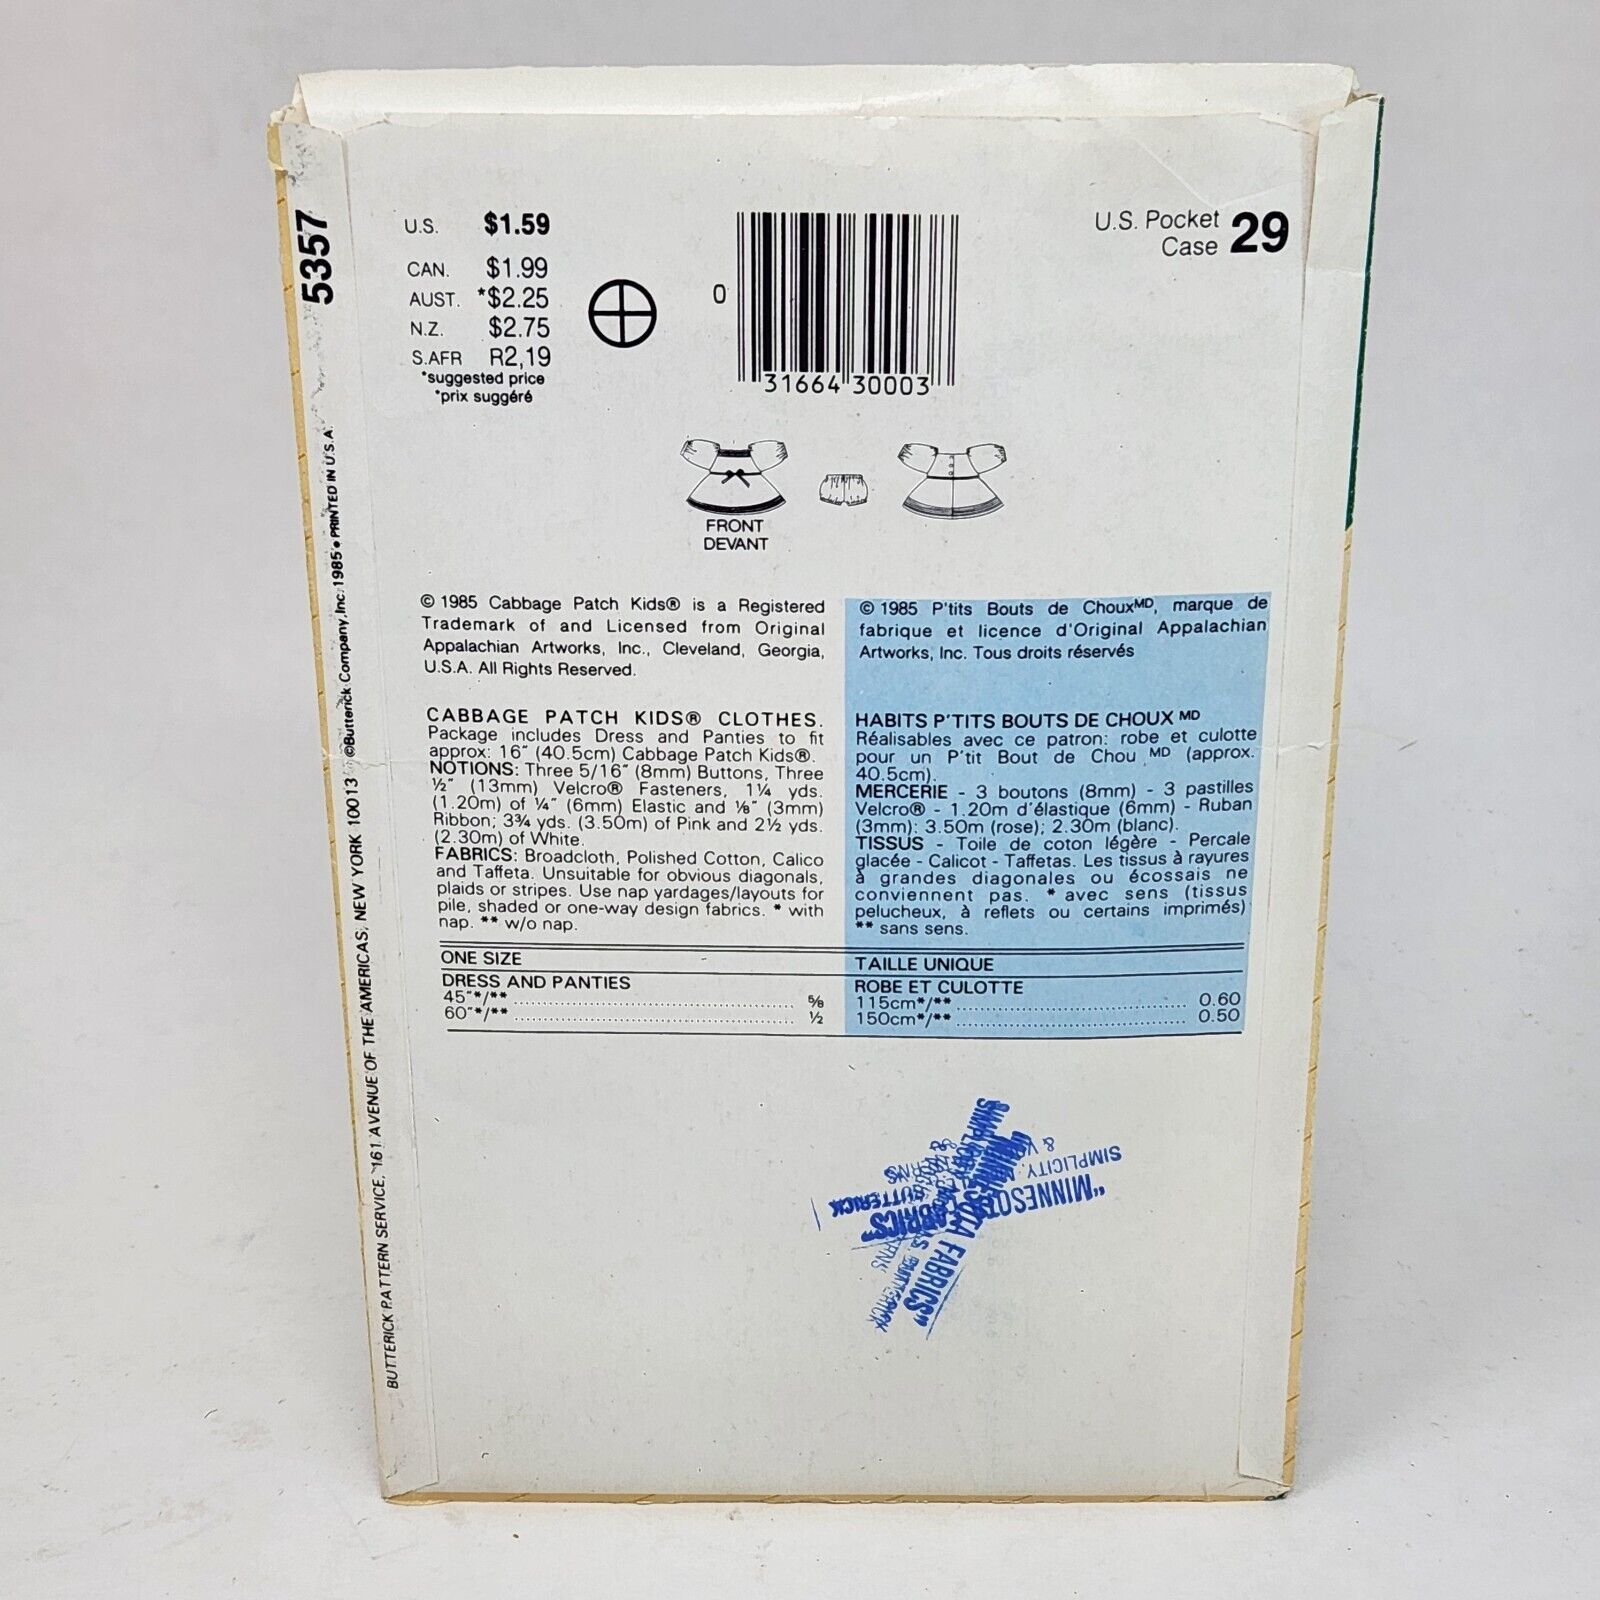 5357
©Butterick Company, Inc. 1985 • PRINTED IN U.S.A.
BUTTERICK PATTERN SERVICE, 161 AVENUE OF THE AMERICAS, NEW YORK 10013
U.S. $1.59
CAN. $1.99
AUST. *$2.25
N.Z. $2.75
S.AFR R2,19
*suggested price
*prix suggéré
0 31664 30003
U.S. Pocket
Case 29
FRONT
DEVANT
© 1985 Cabbage Patch Kids® is a Registered
Trademark of and Licensed from Original
Appalachian Artworks, Inc., Cleveland, Georgia,
U.S.A. All Rights Reserved.
CABBAGE PATCH KIDS® CLOTHES.
Package includes Dress and Panties to fit
approx: 16" (40.5cm) Cabbage Patch Kids®.
NOTIONS: Three 5/16" (8mm) Buttons, Three
½" (13mm) Velcro® Fasteners, 1¼ yds.
(1.20m) of ¼" (6mm) Elastic and ⅛" (3mm)
Ribbon; 3¾ yds. (3.50m) of Pink and 2½ yds.
(2.30m) of White.
FABRICS: Broadcloth, Polished Cotton, Calico
and Taffeta. Unsuitable for obvious diagonals,
plaids or stripes. Use nap yardages/layouts for
pile, shaded or one-way design fabrics. * with
nap. ** w/o nap.
ONE SIZE
DRESS AND PANTIES
45"*/** ⅝
60"*/** ½
© 1985 P'tits Bouts de Choux MD, marque de
fabrique et licence d'Original Appalachian
Artworks, Inc. Tous droits réservés
HABITS P'TITS BOUTS DE CHOUX MD
Réalisables avec ce patron: robe et culotte
pour un P'tit Bout de Chou MD (approx.
40.5cm).
MERCERIE - 3 boutons (8mm) - 3 pastilles
Velcro® - 1.20m d'élastique (6mm) - Ruban
(3mm): 3.50m (rose); 2.30m (blanc).
TISSUS - Toile de coton légère - Percale
glacée - Calicot - Taffetas. Les tissus à rayures
à grandes diagonales ou écossais ne
conviennent pas. * avec sens (tissus
pelucheux, à reflets ou certains imprimés)
** sans sens.
TAILLE UNIQUE
ROBE ET CULOTTE
115cm*/** 0.60
150cm*/** 0.50
"MINNESOTA FABRICS"
SIMPLICITY,
BUTTERICK